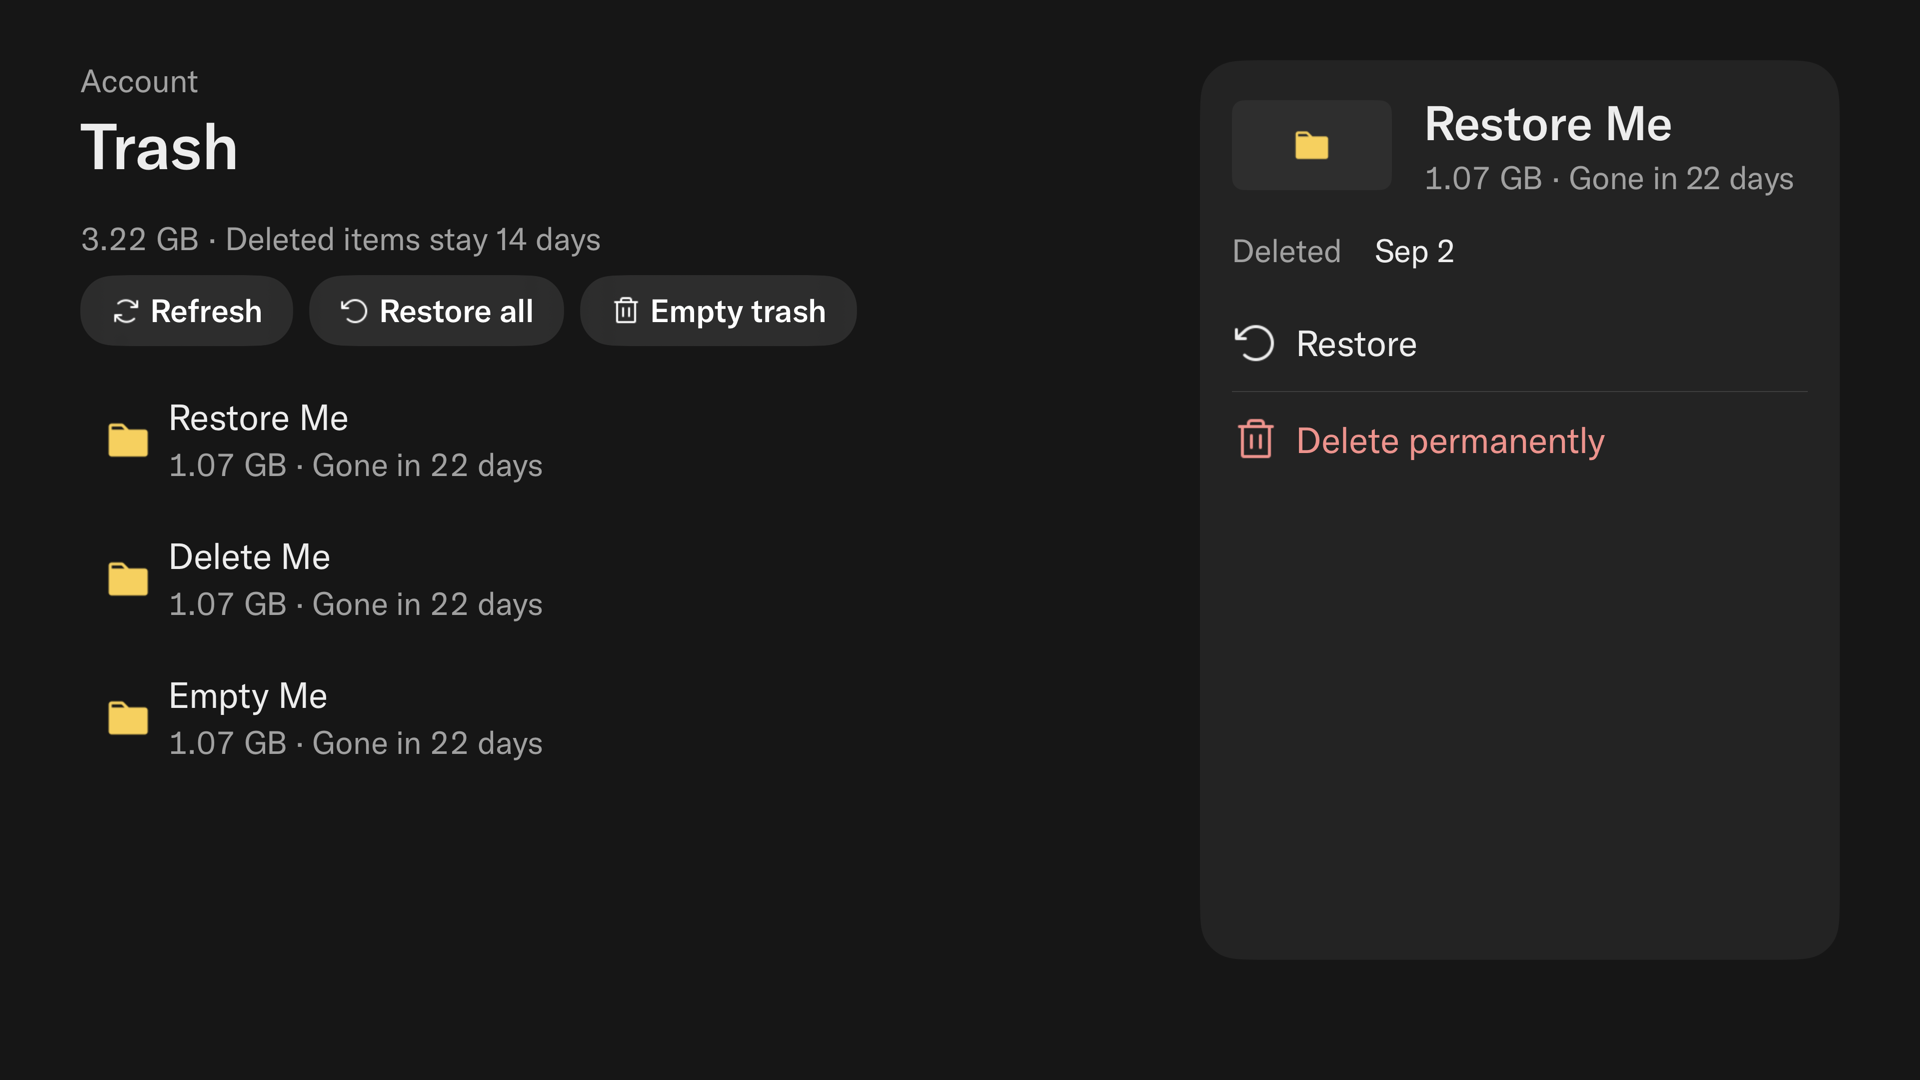 Account
Trash
3.22 GB · Deleted items stay 14 days
Refresh
Restore all
Empty trash
Restore Me
1.07 GB · Gone in 22 days
Delete Me
1.07 GB · Gone in 22 days
Empty Me
1.07 GB · Gone in 22 days
Restore Me
1.07 GB · Gone in 22 days
Deleted Sep 2
Restore
Delete permanently